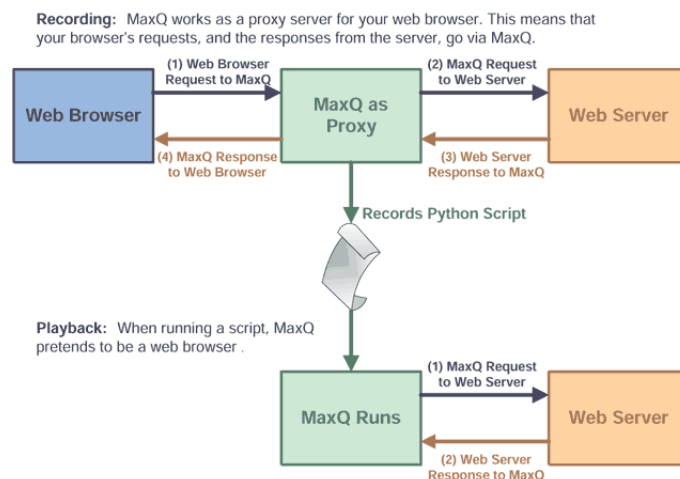 Recording: MaxQ works as a proxy server for your web browser. This means that
your browser's requests, and the responses from the server, go via MaxQ.
(1) Web Browser
Request to MaxQ
(2) MaxQ Request
to Web Server
Web Browser
MaxQ as
Proxy
Web Server
(4) MaxQ Response
to Web Browser
(3) Web Server
Response to MaxQ
Records Python Script
Playback: When running a script, MaxQ
pretends to be a web browser .
(1) MaxQ Request
to Web Server
MaxQ Runs
Web Server
(2) Web Server
Response to MaxQ